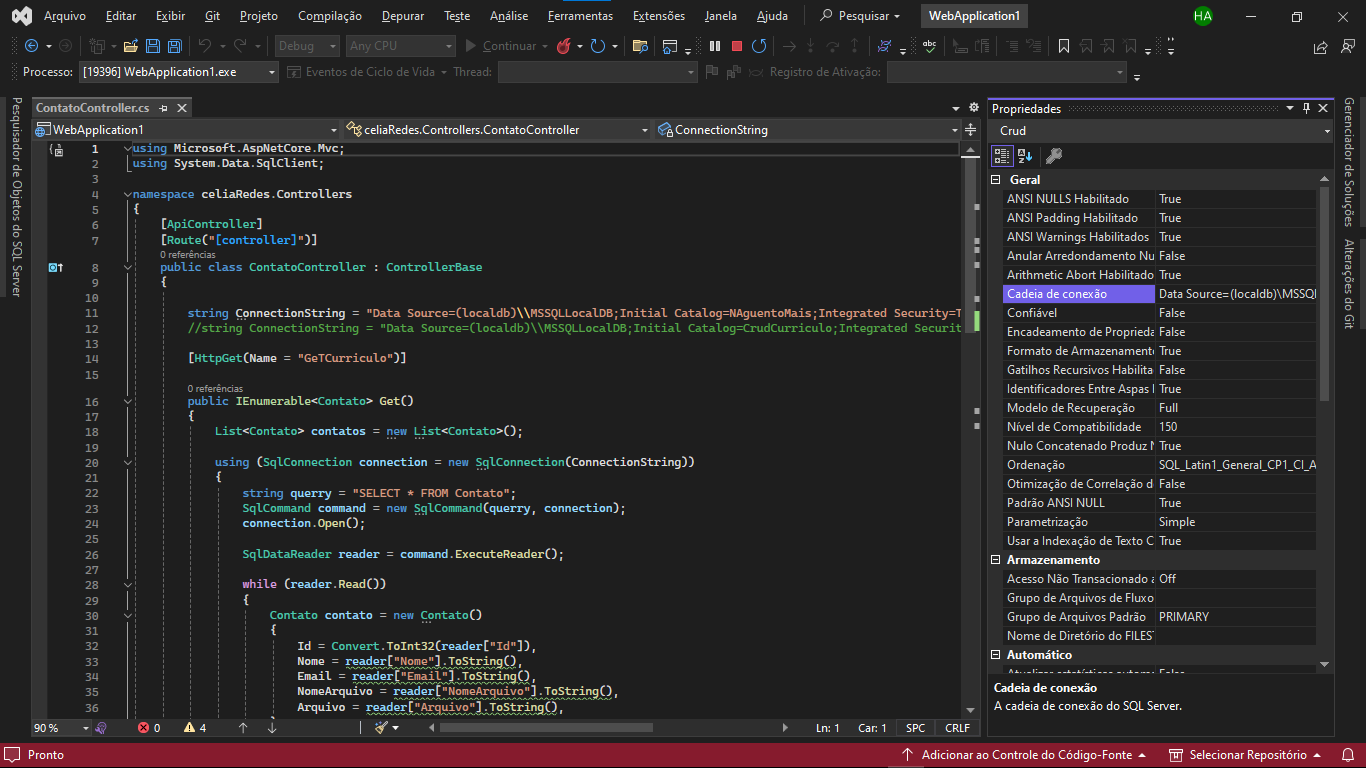 Arquivo Editar Exibir Git Projeto Compilação Depurar Teste Análise Ferramentas Extensões Janela Ajuda Pesquisar WebApplication1 HA
Debug Any CPU Continuar abc
Processo: [19396] WebApplication1.exe Eventos de Ciclo de Vida Thread: Registro de Ativação:
Pesquisador de Objetos do SQL Server
ContatoController.cs
WebApplication1 celiaRedes.Controllers.ContatoController ConnectionString
1 using Microsoft.AspNetCore.Mvc;
2 using System.Data.SqlClient;
3
4 namespace celiaRedes.Controllers
5 {
6 [ApiController]
7 [Route("[controller]")]
0 referências
8 public class ContatoController : ControllerBase
9 {
10
11 string ConnectionString = "Data Source=(localdb)\\MSSQLLocalDB;Initial Catalog=NAguentoMais;Integrated Security=T
12 //string ConnectionString = "Data Source=(localdb)\\MSSQLLocalDB;Initial Catalog=CrudCurriculo;Integrated Securit
13
14 [HttpGet(Name = "GeTCurriculo")]
15
0 referências
16 public IEnumerable<Contato> Get()
17 {
18 List<Contato> contatos = new List<Contato>();
19
20 using (SqlConnection connection = new SqlConnection(ConnectionString))
21 {
22 string querry = "SELECT * FROM Contato";
23 SqlCommand command = new SqlCommand(querry, connection);
24 connection.Open();
25
26 SqlDataReader reader = command.ExecuteReader();
27
28 while (reader.Read())
29 {
30 Contato contato = new Contato()
31 {
32 Id = Convert.ToInt32(reader["Id"]),
33 Nome = reader["Nome"].ToString(),
34 Email = reader["Email"].ToString(),
35 NomeArquivo = reader["NomeArquivo"].ToString(),
36 Arquivo = reader["Arquivo"].ToString(),
90 % 0 4 Ln: 1 Car: 1 SPC CRLF
Propriedades
Crud
Geral
ANSI NULLS Habilitado True
ANSI Padding Habilitado True
ANSI Warnings Habilitados True
Anular Arredondamento Nu False
Arithmetic Abort Habilitado True
Cadeia de conexão Data Source=(localdb)\MSSQL
Confiável False
Encadeamento de Proprieda False
Formato de Armazenamento True
Gatilhos Recursivos Habilita False
Identificadores Entre Aspas True
Modelo de Recuperação Full
Nível de Compatibilidade 150
Nulo Concatenado Produz N True
Ordenação SQL_Latin1_General_CP1_CI_A
Otimização de Correlação d False
Padrão ANSI NULL True
Parametrização Simple
Usar a Indexação de Texto C True
Armazenamento
Acesso Não Transacionado a Off
Grupo de Arquivos de Fluxo
Grupo de Arquivos Padrão PRIMARY
Nome de Diretório do FILEST
Automático
Cadeia de conexão
A cadeia de conexão do SQL Server.
Gerenciador de Soluções
Alterações do Git
Pronto Adicionar ao Controle do Código-Fonte Selecionar Repositório